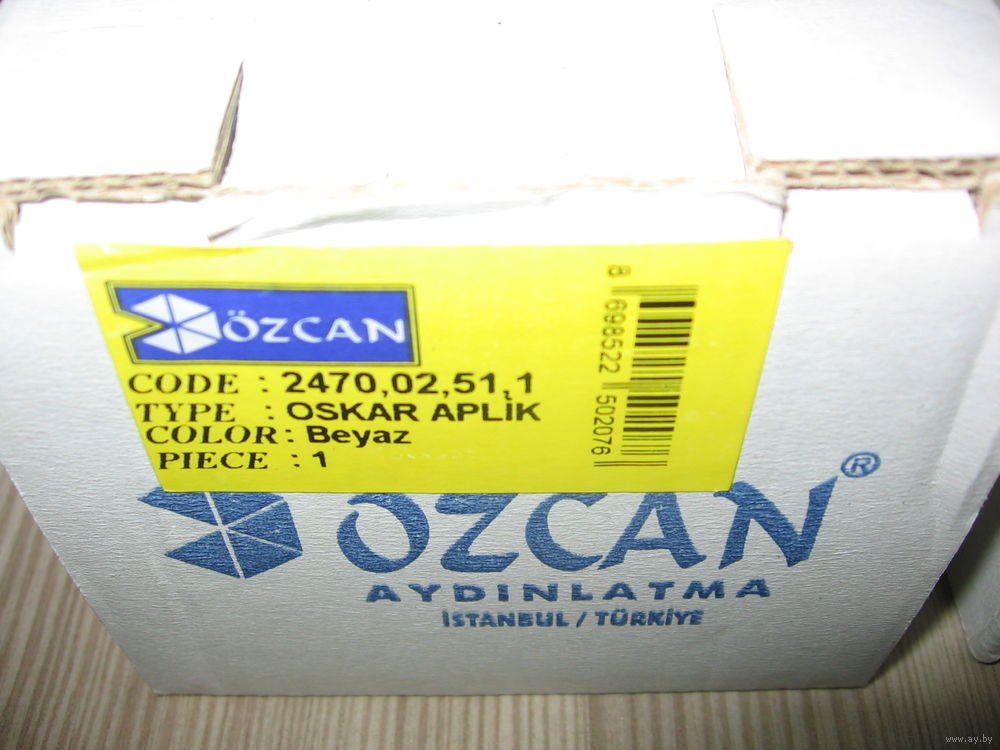 ÖZCAN
CODE : 2470,02,51,1
TYPE : OSKAR APLİK
COLOR : Beyaz
PIECE : 1
8 698522 502076
ÖZCAN ®
AYDINLATMA
İSTANBUL / TÜRKİYE
www.ay.by